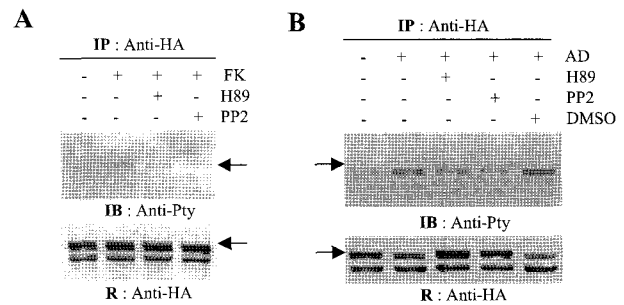 A
IP : Anti-HA
- + + + FK
- - + - H89
- - - + PP2
IB : Anti-Pty
R : Anti-HA
B
IP : Anti-HA
- + + + + AD
- - + - - H89
- - - + - PP2
- - - - + DMSO
IB : Anti-Pty
R : Anti-HA